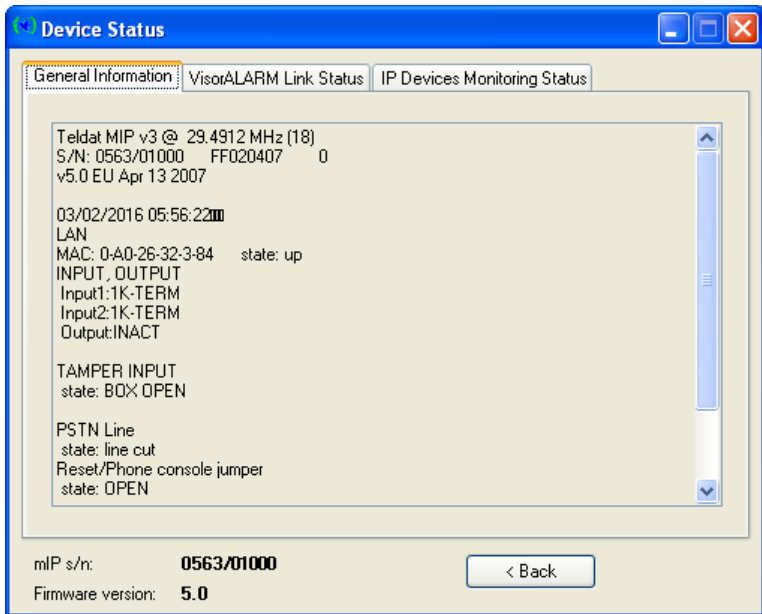 Device Status
General Information VisorALARM Link Status IP Devices Monitoring Status
Teldat MIP v3 @ 29.4912 MHz (18)
S/N: 0563/01000 FF020407 0
v5.0 EU Apr 13 2007
03/02/2016 05:56:22
LAN
MAC: 0-A0-26-32-3-84 state: up
INPUT, OUTPUT
Input1:1K-TERM
Input2:1K-TERM
Output:INACT
TAMPER INPUT
state: BOX OPEN
PSTN Line
state: line cut
Reset/Phone console jumper
state: OPEN
mIP s/n: 0563/01000
< Back
Firmware version: 5.0